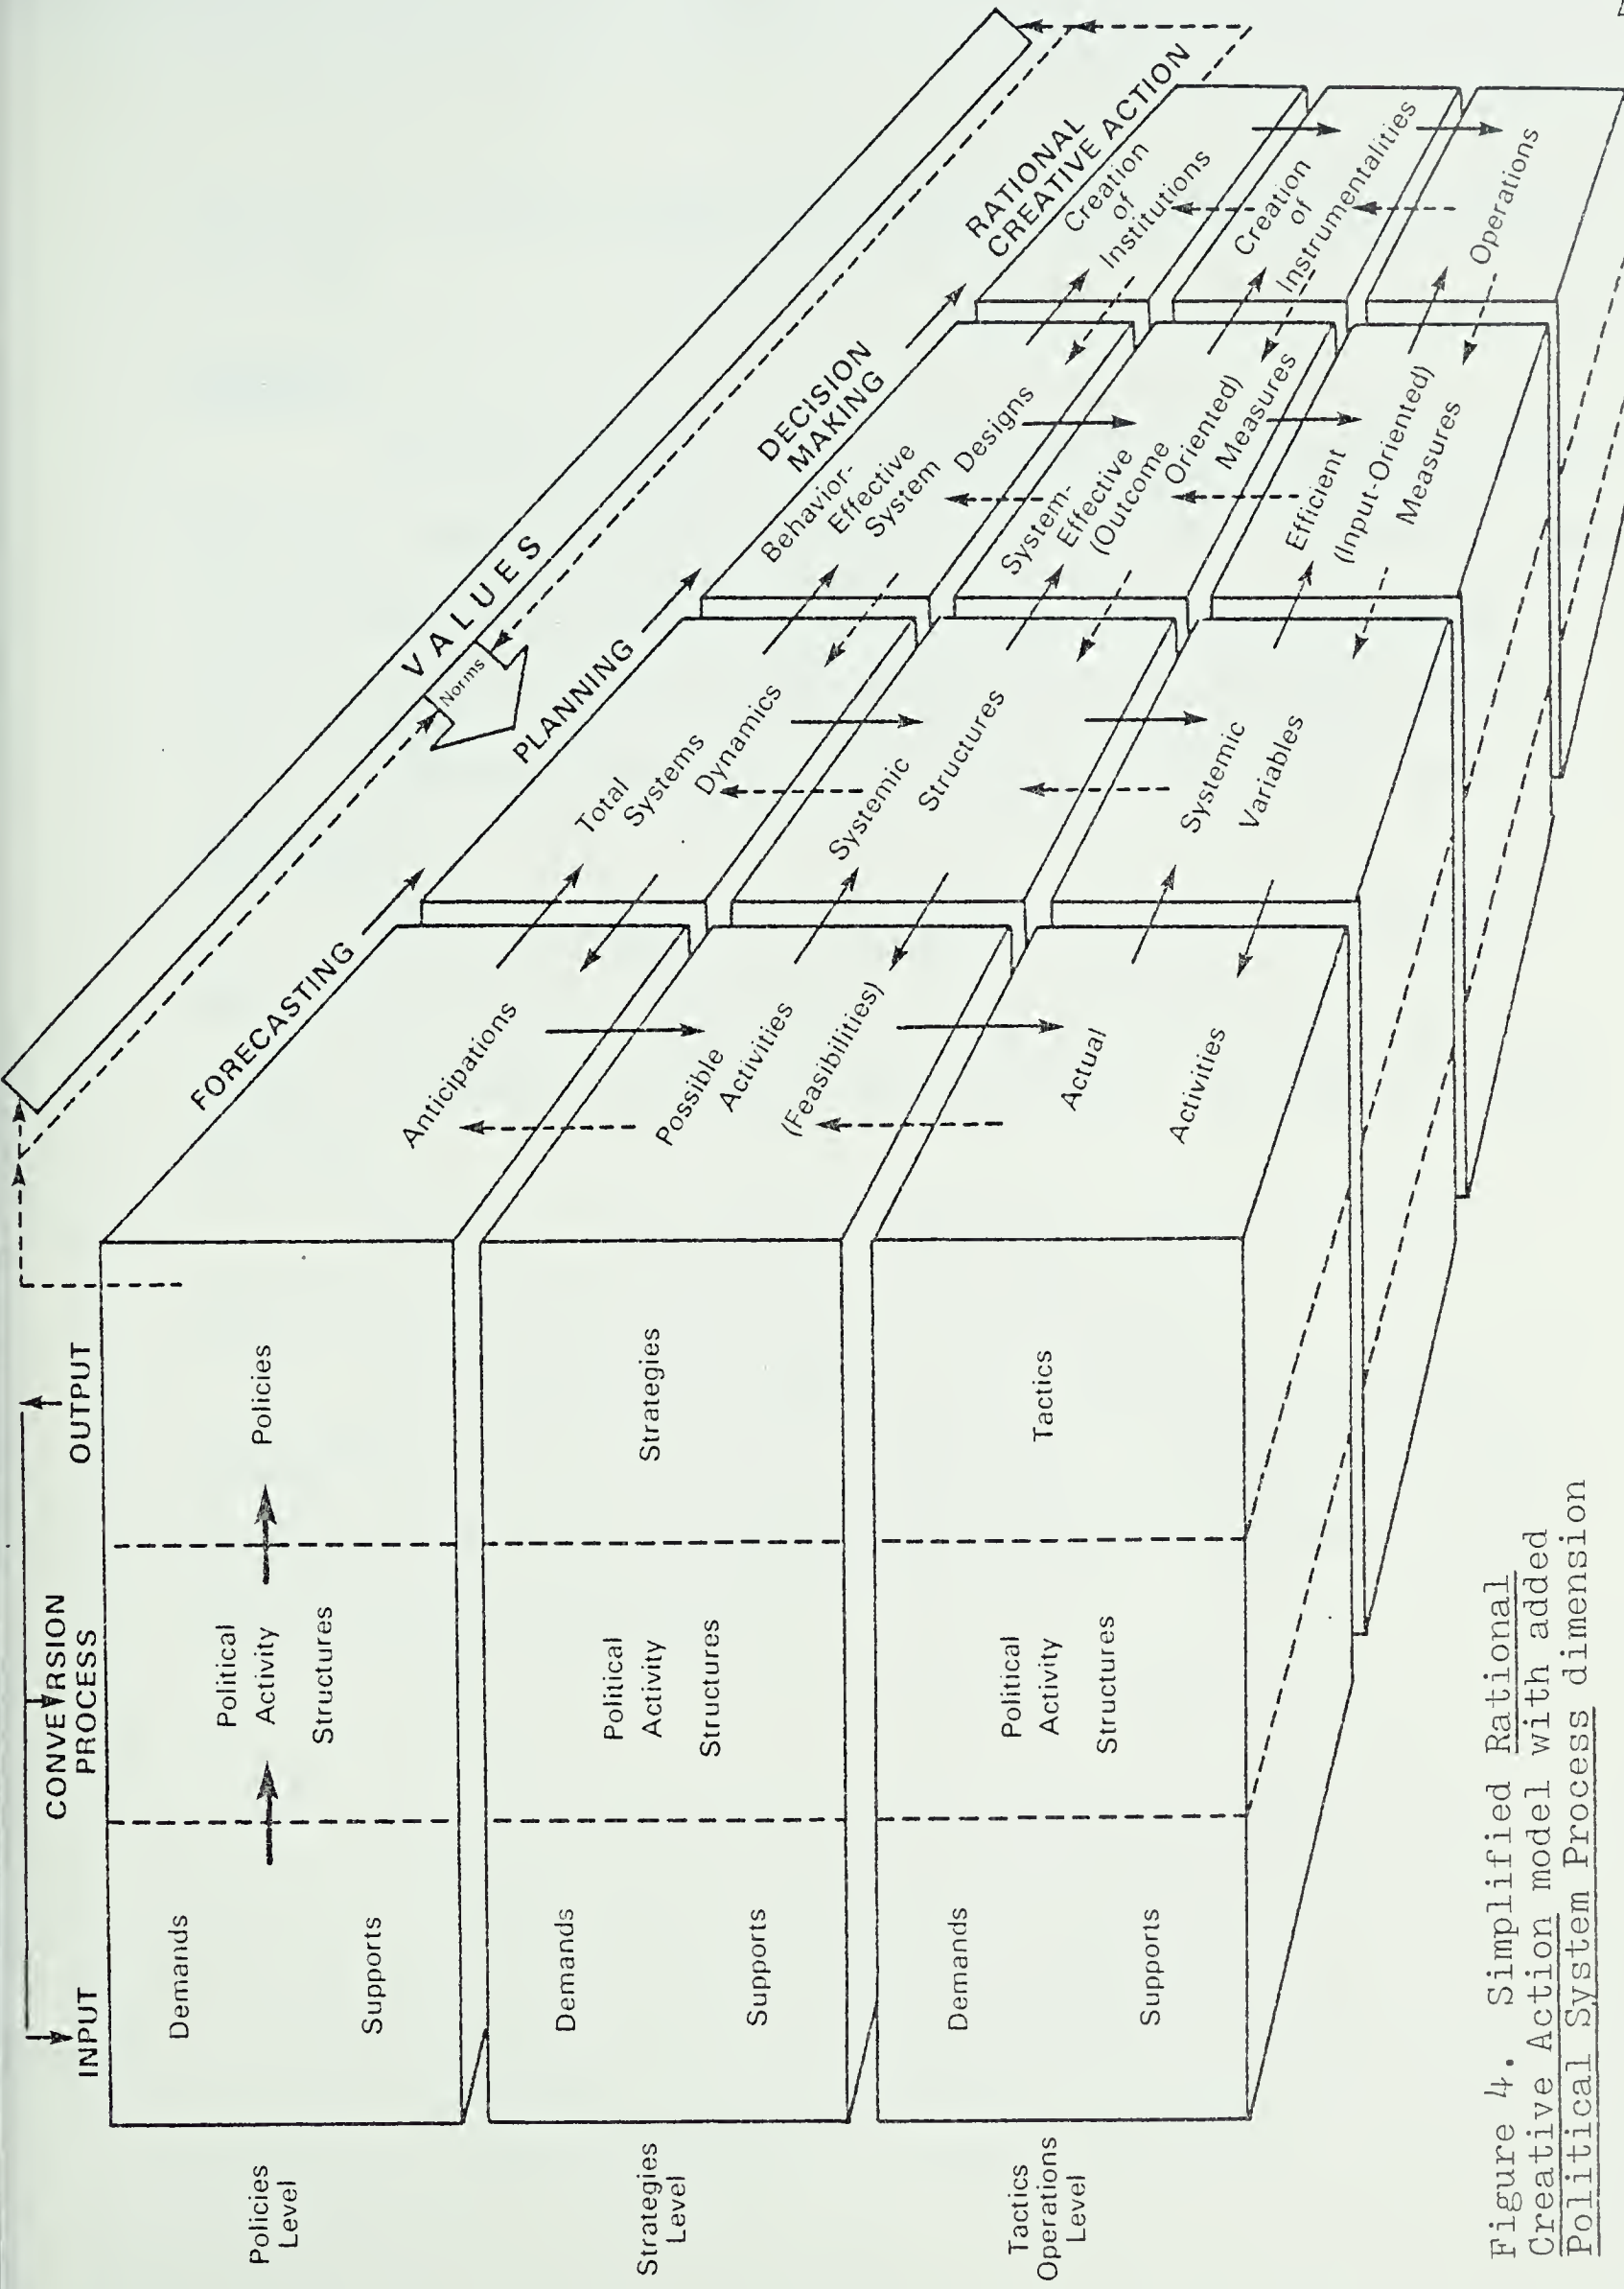 VALUES
Norms
FORECASTING
PLANNING
DECISION
MAKING
RATIONAL
CREATIVE ACTION
INPUT
CONVERSION
PROCESS
OUTPUT
Policies
Level
Demands
Supports
Political
Activity
Structures
Policies
Anticipations
Total
Systems
Dynamics
Behavior-
Effective
System
Designs
Creation
of
Institutions
Strategies
Level
Demands
Supports
Political
Activity
Structures
Strategies
Possible
Activities
(Feasibilities)
Systemic
Structures
System-
Effective
(Outcome
Oriented)
Measures
Creation
of
Instrumentalities
Tactics
Operations
Level
Demands
Supports
Political
Activity
Structures
Tactics
Actual
Activities
Systemic
Variables
Efficient
(Input-Oriented)
Measures
Operations
Figure 4. Simplified Rational
Creative Action model with added
Political System Process dimension